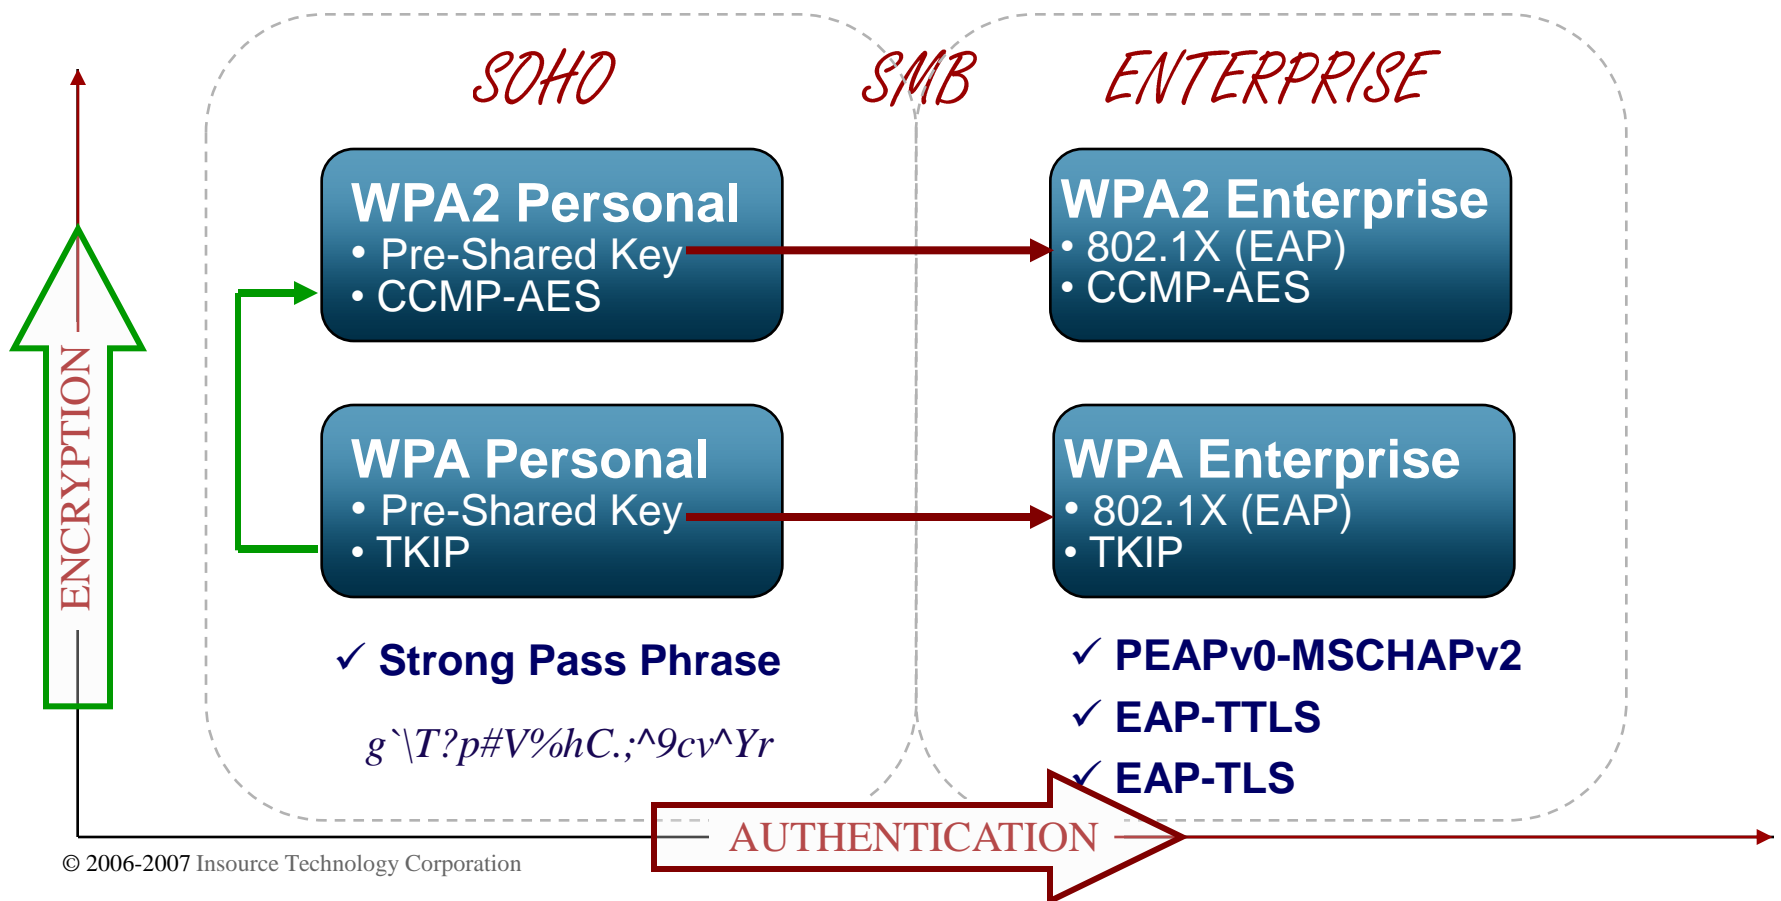 SOHO
SMB
ENTERPRISE
WPA2 Personal
• Pre-Shared Key
• CCMP-AES
WPA2 Enterprise
• 802.1X (EAP)
• CCMP-AES
ENCRYPTION
WPA Personal
• Pre-Shared Key
• TKIP
WPA Enterprise
• 802.1X (EAP)
• TKIP
✓ Strong Pass Phrase
g`\T?p#V%hC.;^9cv^Yr
✓ PEAPv0-MSCHAPv2
✓ EAP-TTLS
✓ EAP-TLS
AUTHENTICATION
© 2006-2007 Insource Technology Corporation